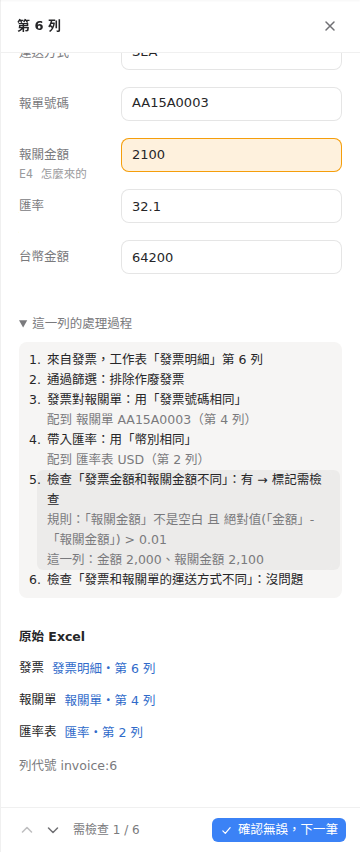 第 6 列
運送方式
SEA
報單號碼
AA15A0003
報關金額
2100
E4 怎麼來的
匯率
32.1
台幣金額
64200
▼ 這一列的處理過程
1. 來自發票，工作表「發票明細」第 6 列
2. 通過篩選：排除作廢發票
3. 發票對報關單：用「發票號碼相同」
配到 報關單 AA15A0003（第 4 列）
4. 帶入匯率：用「幣別相同」
配到 匯率表 USD（第 2 列）
5. 檢查「發票金額和報關金額不同」：有 → 標記需檢
查
規則：「報關金額」不是空白 且 絕對值(「金額」-
「報關金額」) > 0.01
這一列：金額 2,000、報關金額 2,100
6. 檢查「發票和報關單的運送方式不同」：沒問題
原始 Excel
發票 發票明細・第 6 列
報關單 報關單・第 4 列
匯率表 匯率・第 2 列
列代號 invoice:6
需檢查 1 / 6
確認無誤，下一筆